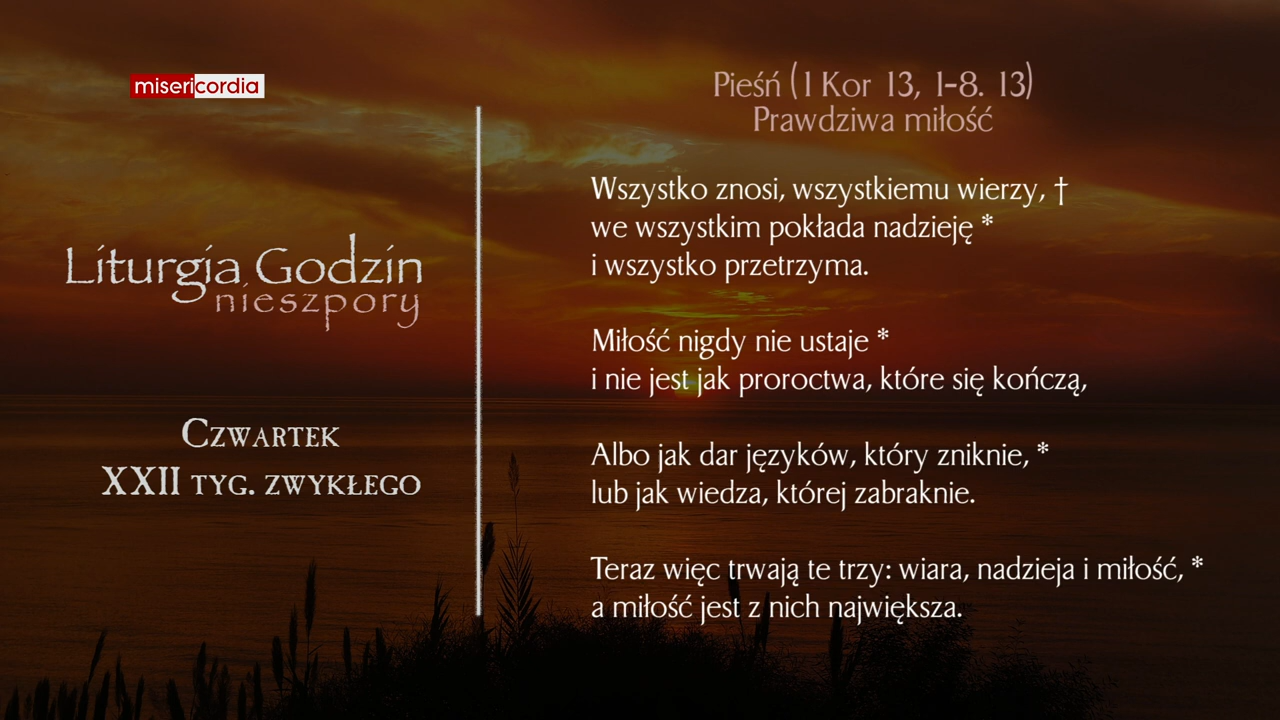 misericordia
Liturgia Godzin
nieszpory
Czwartek
XXII tyg. zwykłego
Pieśń (1 Kor 13, 1-8. 13)
Prawdziwa miłość
Wszystko znosi, wszystkiemu wierzy, †
we wszystkim pokłada nadzieję *
i wszystko przetrzyma.
Miłość nigdy nie ustaje *
i nie jest jak proroctwa, które się kończą,
Albo jak dar języków, który zniknie, *
lub jak wiedza, której zabraknie.
Teraz więc trwają te trzy: wiara, nadzieja i miłość, *
a miłość jest z nich największa.